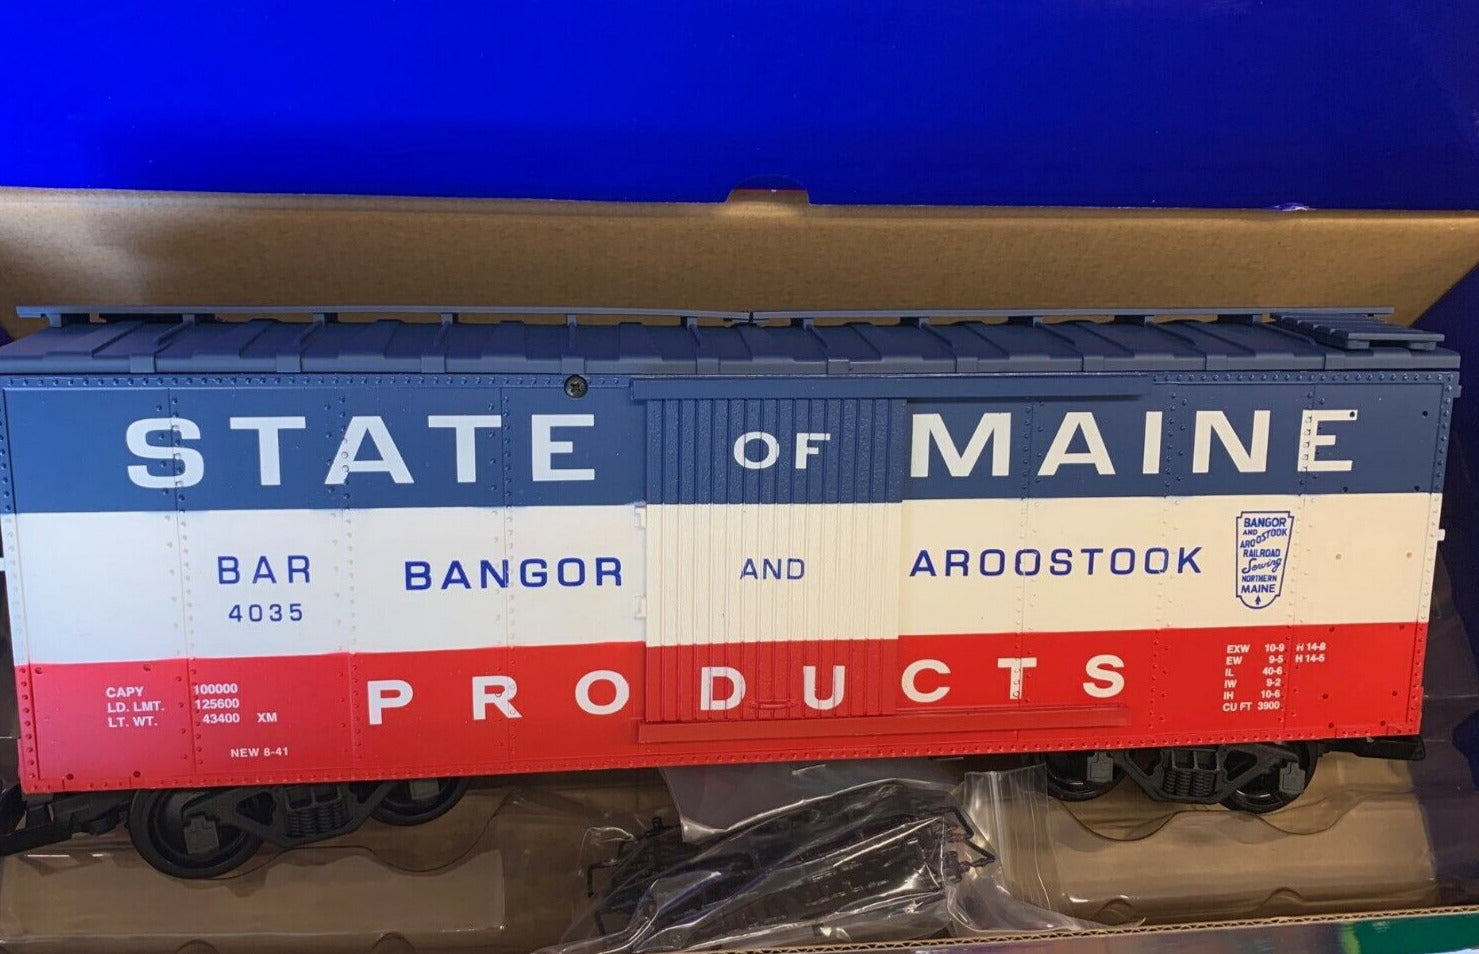 STATE OF MAINE
BAR
4035
BANGOR AND AROOSTOOK
BANGOR
AND
AROOSTOOK
RAILROAD
Serving
NORTHERN
MAINE
PRODUCTS
CAPY 100000
LD. LMT. 125600
LT. WT. 43400 XM
NEW 8-41
EXW 10-9 H 14-8
EW 9-5 H 14-5
IL 40-6
IW 9-2
IH 10-6
CU FT 3900